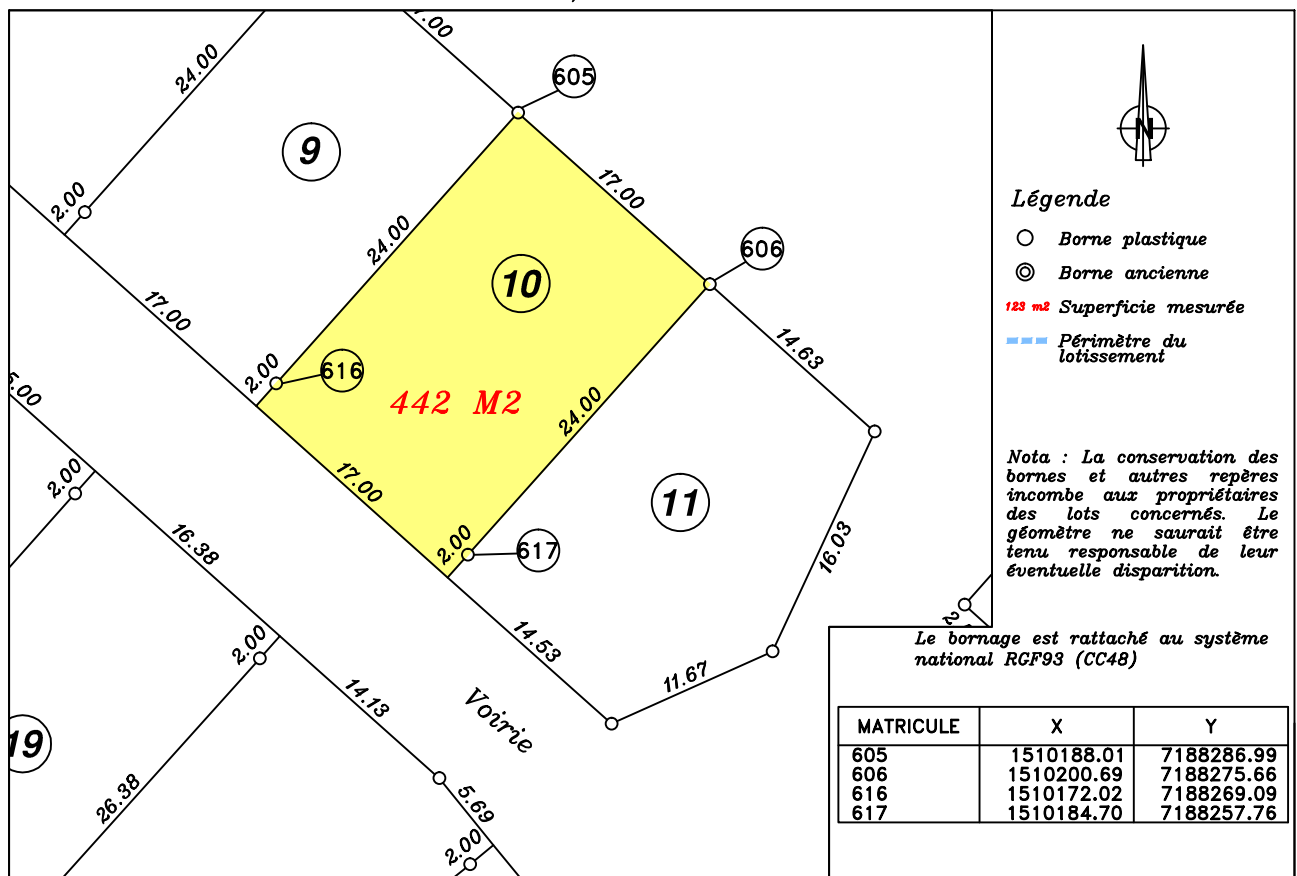 7.00
24.00
605
9
2.00
17.00
24.00
606
10
17.00
14.63
2.00
616
442 M2
24.00
5.00
2.00
17.00
11
16.38
2.00
617
16.03
2.00
14.53
11.67
14.13
Voirie
19
26.38
5.69
2.00
N
Légende
Borne plastique
Borne ancienne
123 m2 Superficie mesurée
Périmètre du
lotissement
Nota : La conservation des
bornes et autres repères
incombe aux propriétaires
des lots concernés. Le
géomètre ne saurait être
tenu responsable de leur
éventuelle disparition.
Le bornage est rattaché au système
national RGF93 (CC48)
MATRICULE X Y
605 1510188.01 7188286.99
606 1510200.69 7188275.66
616 1510172.02 7188269.09
617 1510184.70 7188257.76